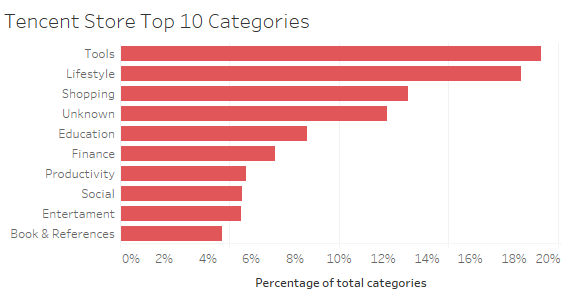 Tencent Store Top 10 Categories
Tools
Lifestyle
Shopping
Unknown
Education
Finance
Productivity
Social
Entertament
Book & References
0% 2% 4% 6% 8% 10% 12% 14% 16% 18% 20%
Percentage of total categories